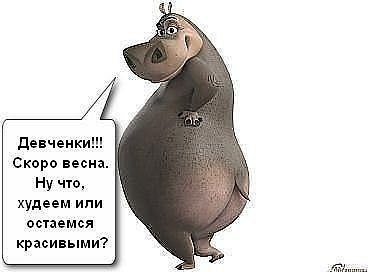 Девченки!!!
Скоро весна.
Ну что,
худеем или
остаемся
красивыми?